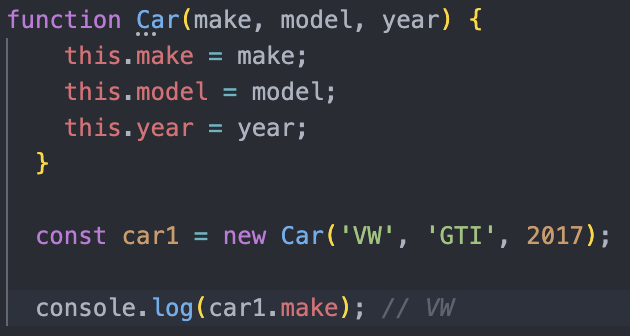 function Car(make, model, year) {
    this.make = make;
    this.model = model;
    this.year = year;
  }

  const car1 = new Car('VW', 'GTI', 2017);

  console.log(car1.make); // VW